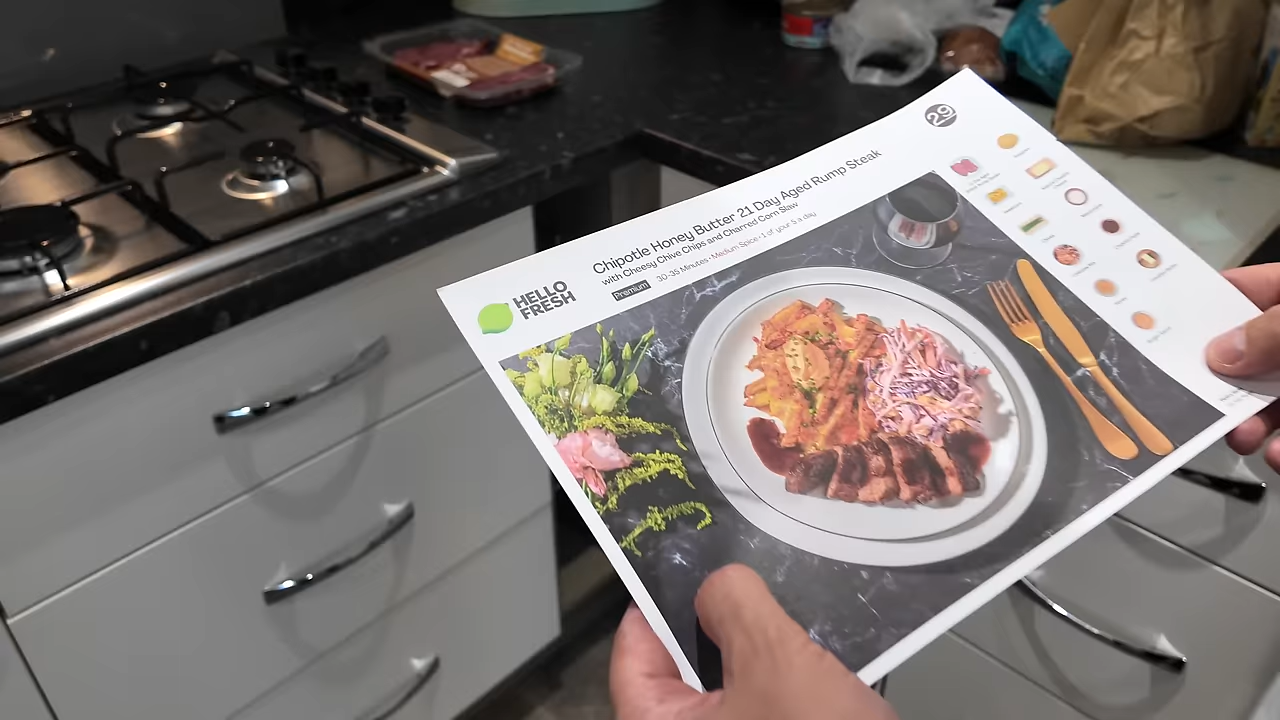 29
Chipotle Honey Butter 21 Day Aged Rump Steak
with Cheesy Chive Chips and Charred Corn Slaw
Premium 30-35 Minutes • Medium Spice • 1 of your 5 a day
HELLO
FRESH